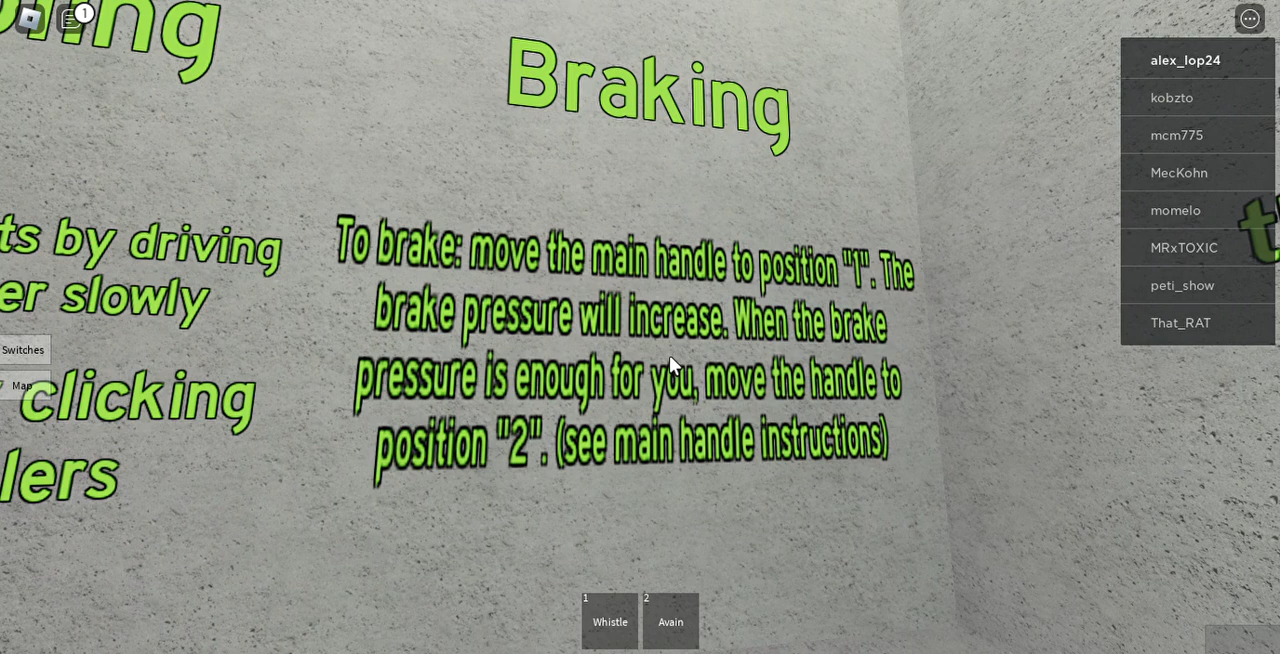 1
Braking
ts by driving
er slowly
clicking
lers
To brake: move the main handle to position "1". The
brake pressure will increase. When the brake
pressure is enough for you, move the handle to
position "2". (see main handle instructions)
Switches
Map
alex_lop24
kobzto
mcm775
MecKohn
momelo
MRxTOXIC
peti_show
That_RAT
1
Whistle
2
Avain